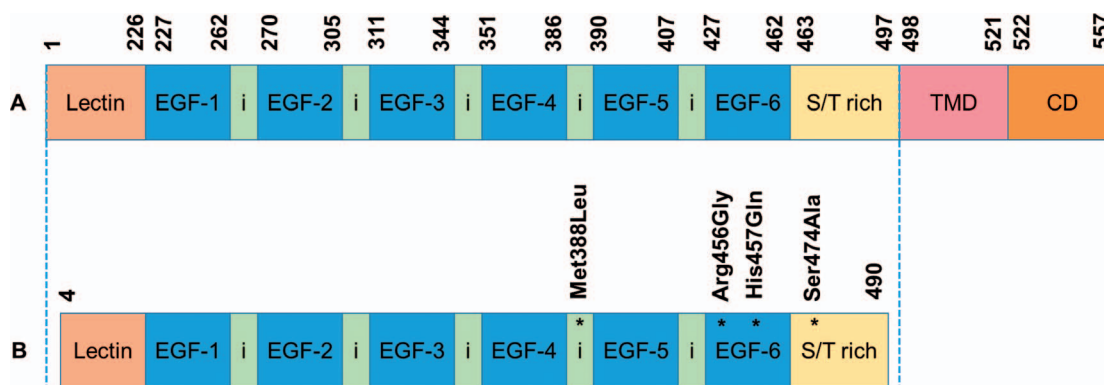 1 226 227 262 270 305 311 344 351 386 390 407 427 462 463 497 498 521 522 557
A Lectin EGF-1 i EGF-2 i EGF-3 i EGF-4 i EGF-5 i EGF-6 S/T rich TMD CD
4 Met388Leu Arg456Gly His457Gln Ser474Ala 490
* * * *
B Lectin EGF-1 i EGF-2 i EGF-3 i EGF-4 i EGF-5 i EGF-6 S/T rich